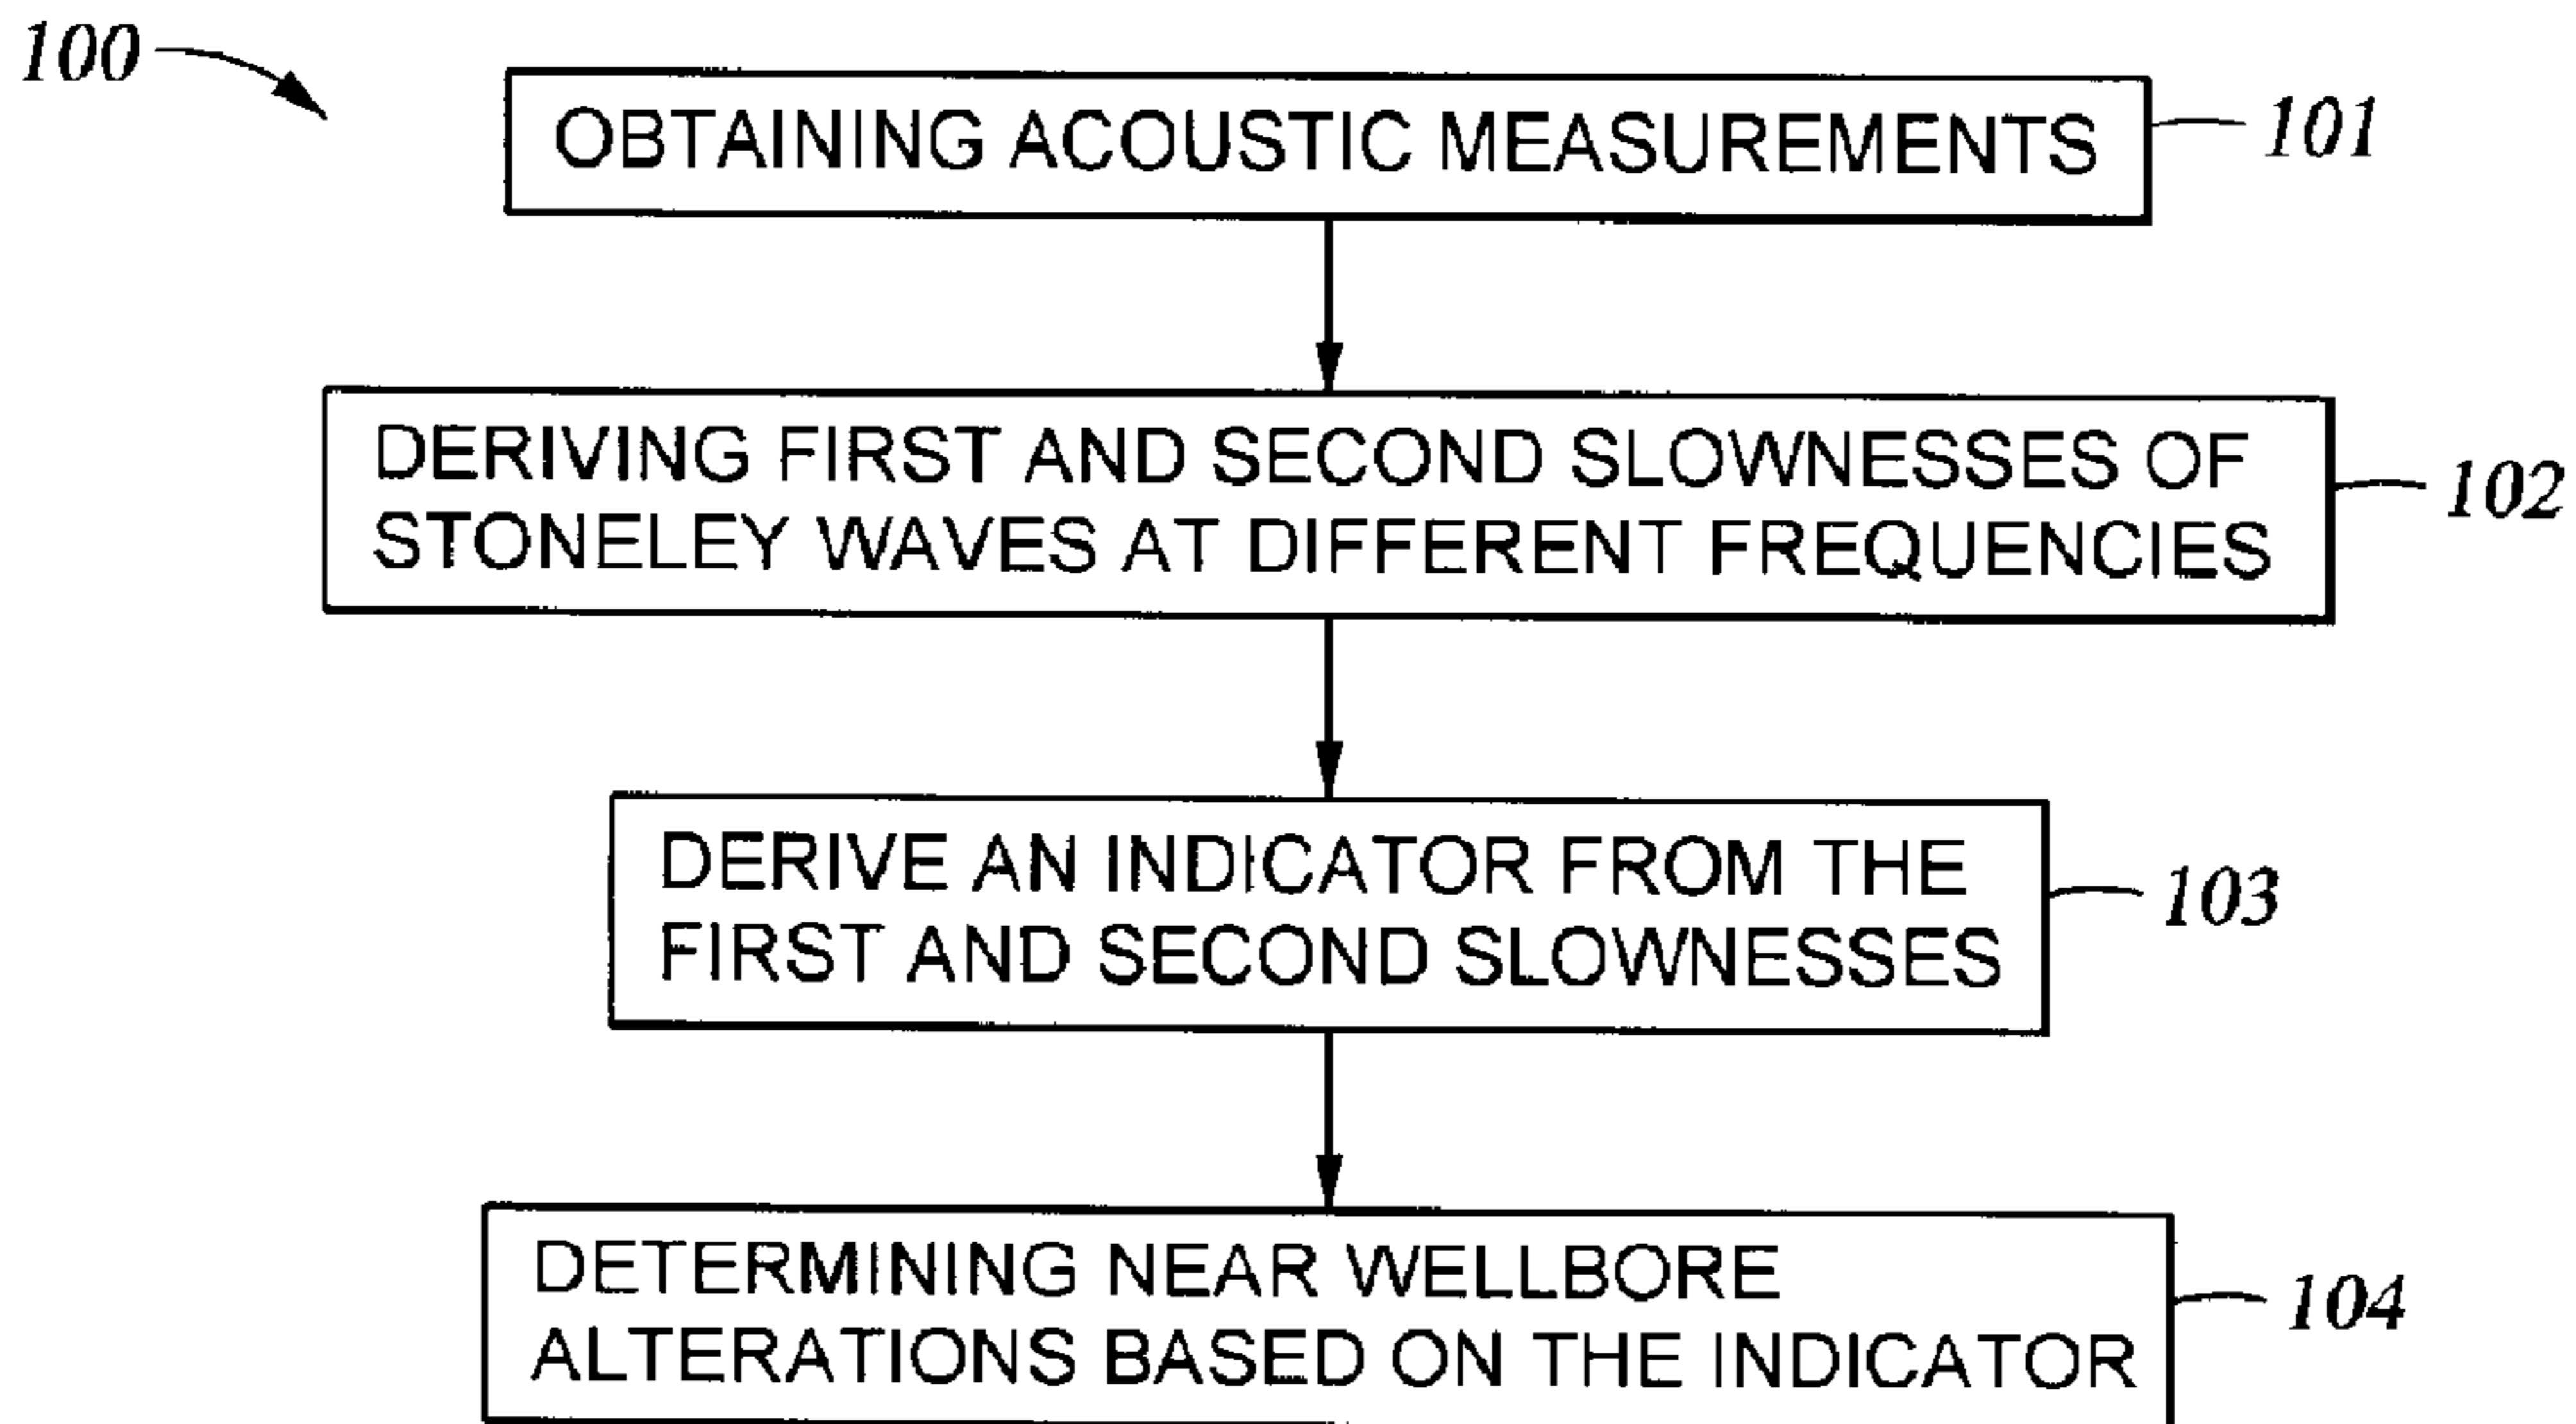 100
OBTAINING ACOUSTIC MEASUREMENTS
101
DERIVING FIRST AND SECOND SLOWNESSES OF
STONELEY WAVES AT DIFFERENT FREQUENCIES
102
DERIVE AN INDICATOR FROM THE
FIRST AND SECOND SLOWNESSES
103
DETERMINING NEAR WELLBORE
ALTERATIONS BASED ON THE INDICATOR
104